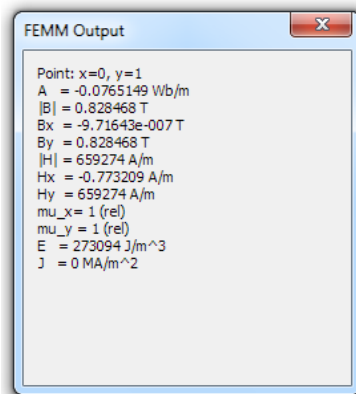 FEMM Output
Point: x=0, y=1
A = -0.0765149 Wb/m
|B| = 0.828468 T
Bx = -9.71643e-007 T
By = 0.828468 T
|H| = 659274 A/m
Hx = -0.773209 A/m
Hy = 659274 A/m
mu_x= 1 (rel)
mu_y = 1 (rel)
E = 273094 J/m^3
J = 0 MA/m^2